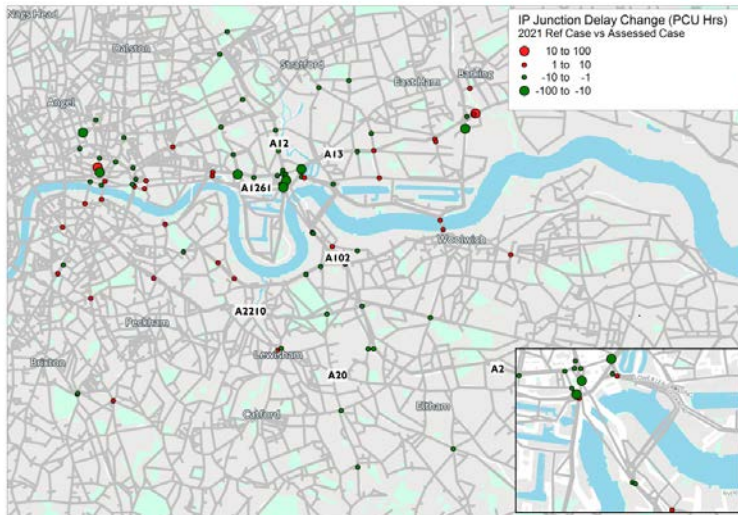 IP Junction Delay Change (PCU Hrs)
2021 Ref Case vs Assessed Case
10 to 100
1 to 10
-10 to -1
-100 to -10
Nags Head
Dalston
Stratford
East Ham
Barking
Angel
A12
A13
A1261
Woolwich
A102
A2210
Peckham
Lewisham
Brixton
A20
A2
Catford
Eltham